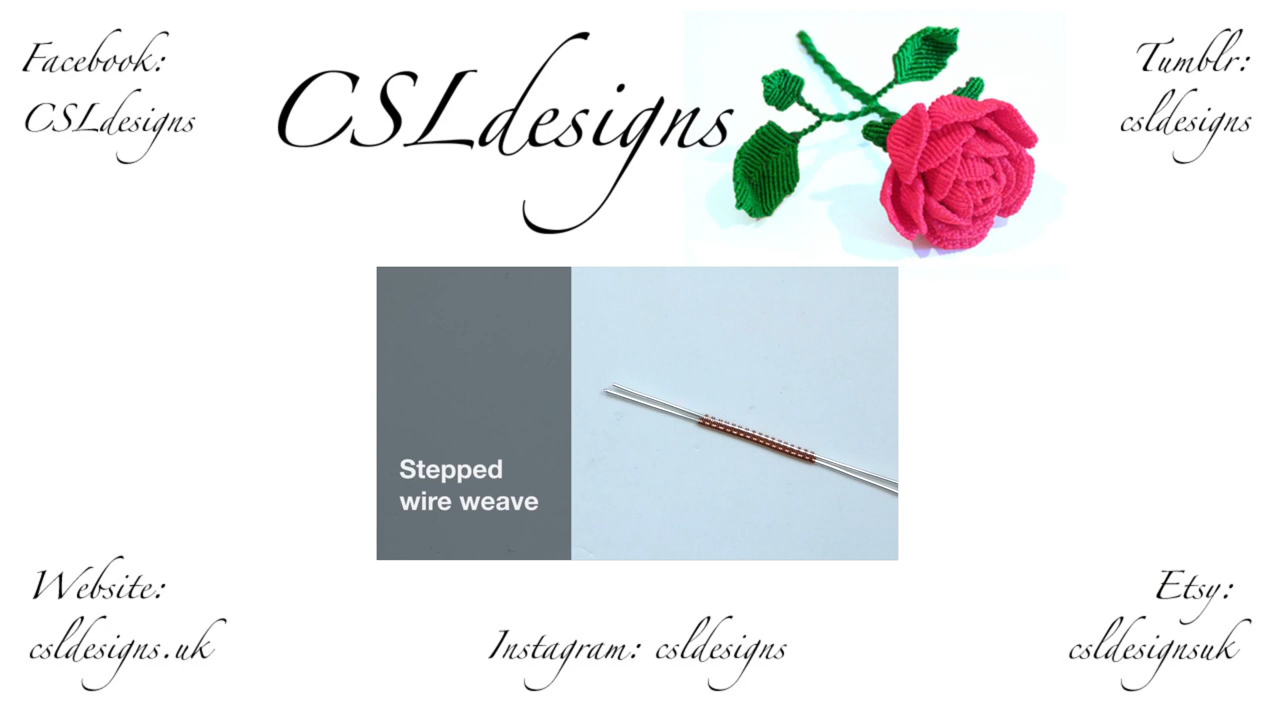 Facebook:
CSLdesigns
CSLdesigns
Tumblr:
csldesigns
Stepped
wire weave
Website:
csldesigns.uk
Instagram: csldesigns
Etsy:
csldesignsuk